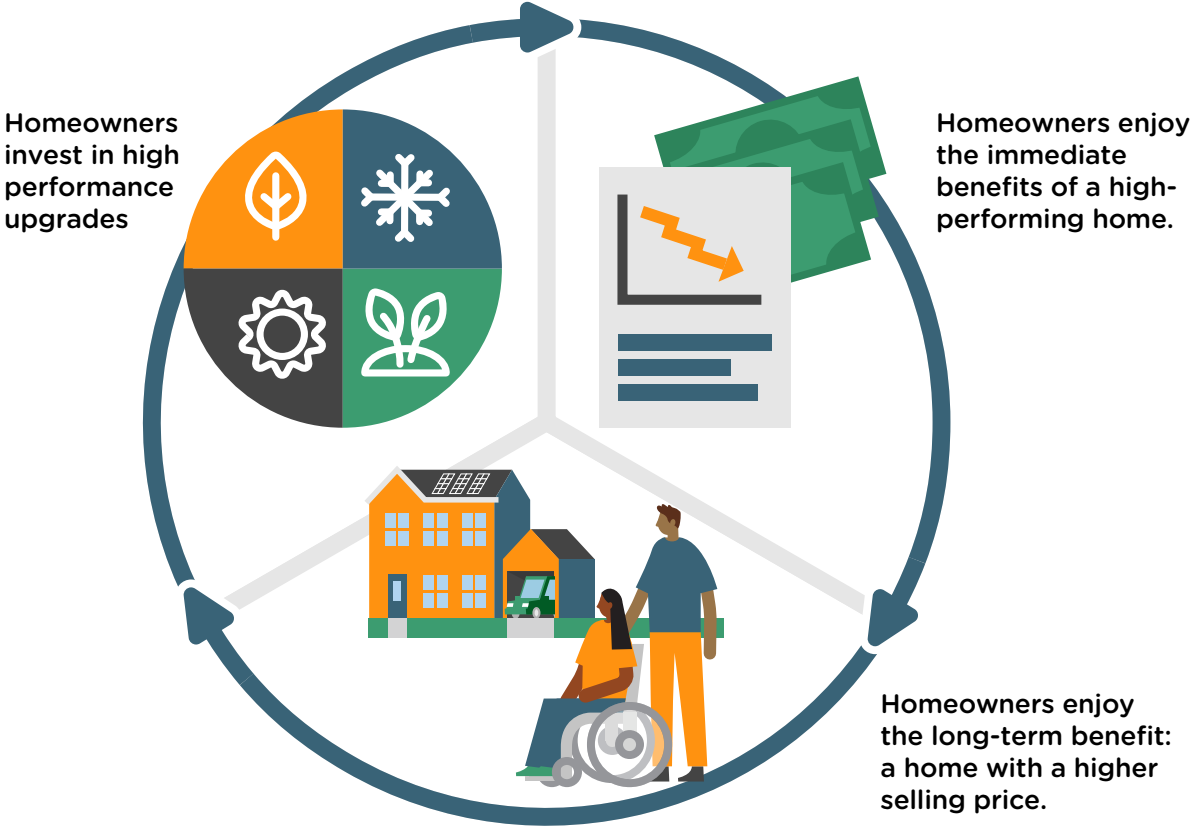 Homeowners
invest in high
performance
upgrades
Homeowners enjoy
the immediate
benefits of a high-
performing home.
Homeowners enjoy
the long-term benefit:
a home with a higher
selling price.